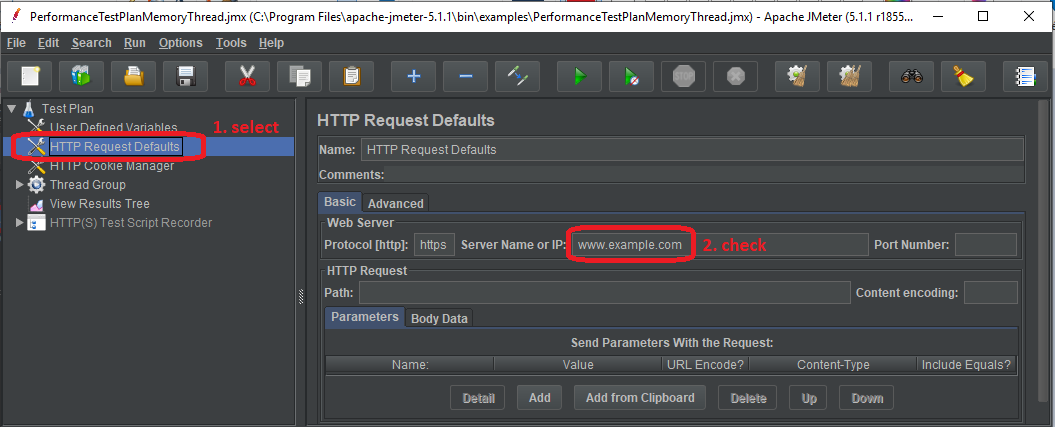 PerformanceTestPlanMemoryThread.jmx (C:\Program Files\apache-jmeter-5.1.1\bin\examples\PerformanceTestPlanMemoryThread.jmx) - Apache JMeter (5.1.1 r1855...
File Edit Search Run Options Tools Help
STOP
Test Plan
User Defined Variables
1. select
HTTP Request Defaults
HTTP Cookie Manager
Thread Group
View Results Tree
HTTP(S) Test Script Recorder
HTTP Request Defaults
Name: HTTP Request Defaults
Comments:
Basic Advanced
Web Server
Protocol [http]: https Server Name or IP: www.example.com 2. check Port Number:
HTTP Request
Path: Content encoding:
Parameters Body Data
Send Parameters With the Request:
Name: Value URL Encode? Content-Type Include Equals?
Detail Add Add from Clipboard Delete Up Down